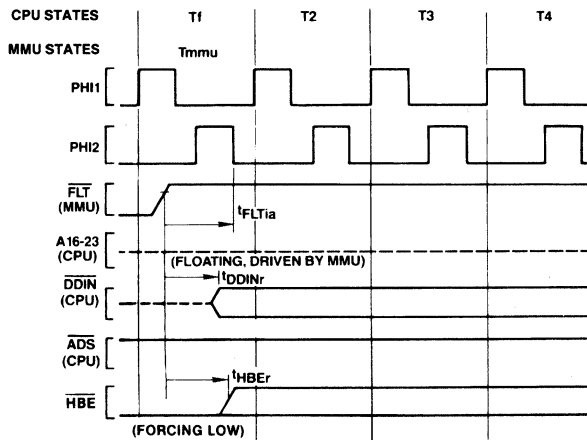 CPU STATES Tf T2 T3 T4
MMU STATES Tmmu
PHI1
PHI2
FLT
(MMU)
tFLTia
A16-23
(CPU)
(FLOATING, DRIVEN BY MMU)
DDIN
(CPU)
tDDINr
ADS
(CPU)
tHBEr
HBE
(FORCING LOW)